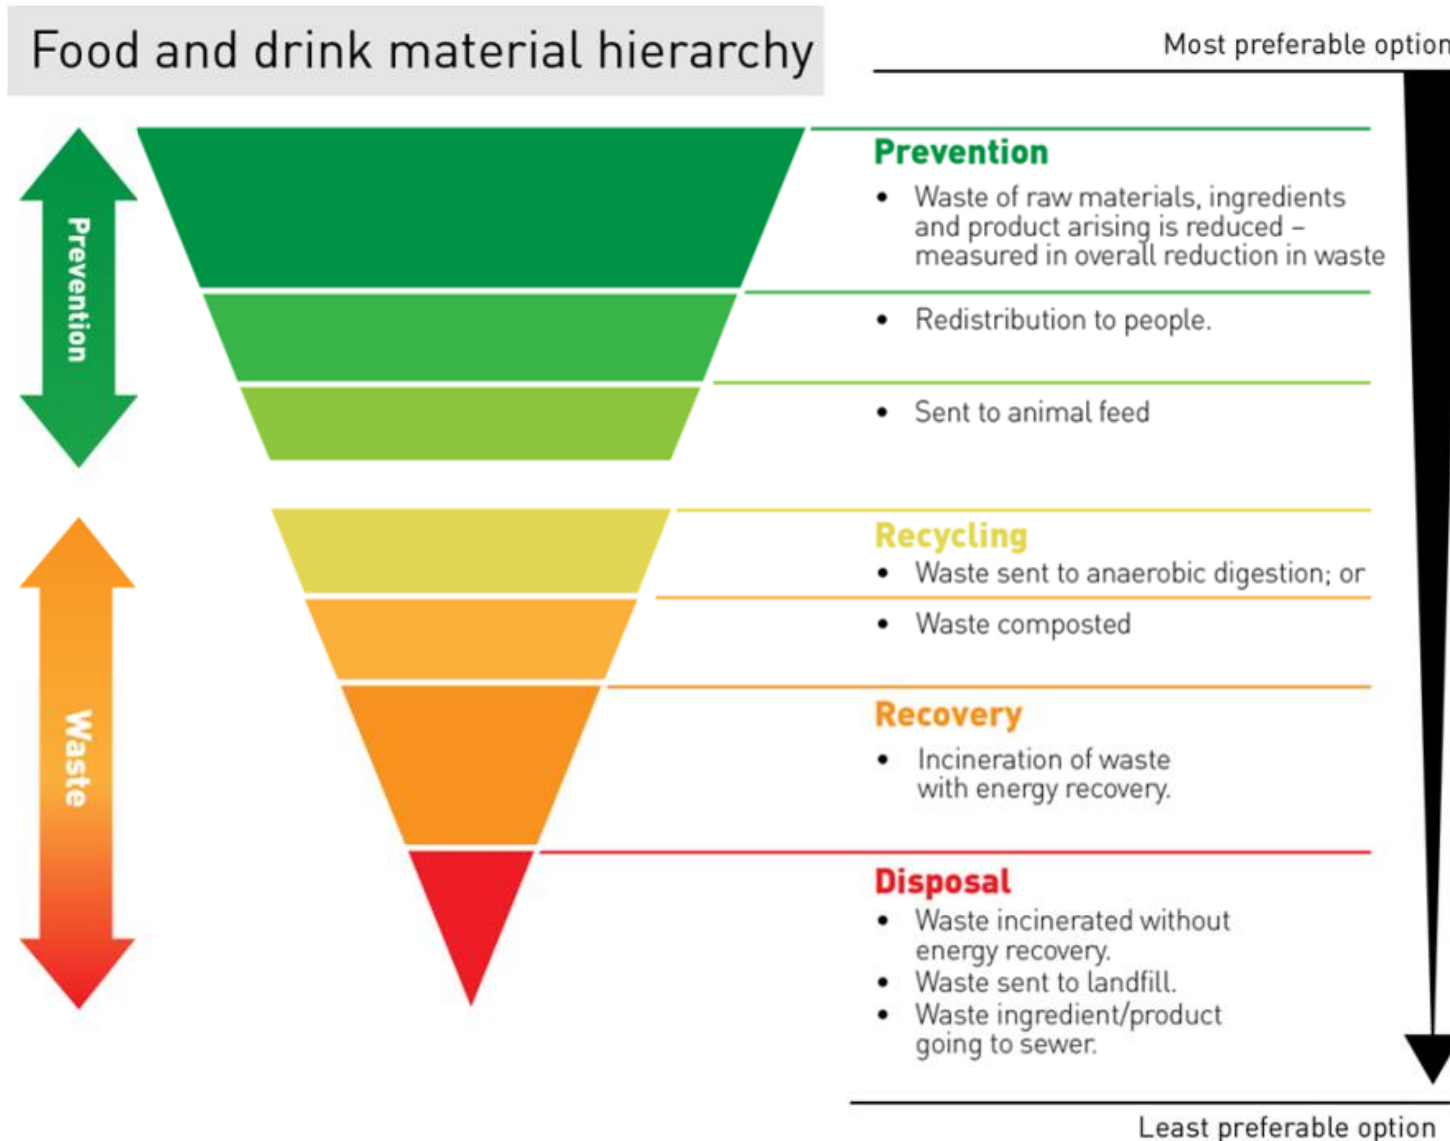 Food and drink material hierarchy
Most preferable option
Prevention
Prevention
• Waste of raw materials, ingredients
and product arising is reduced –
measured in overall reduction in waste
• Redistribution to people.
• Sent to animal feed
Waste
Recycling
• Waste sent to anaerobic digestion; or
• Waste composted
Recovery
• Incineration of waste
with energy recovery.
Disposal
• Waste incinerated without
energy recovery.
• Waste sent to landfill.
• Waste ingredient/product
going to sewer.
Least preferable option